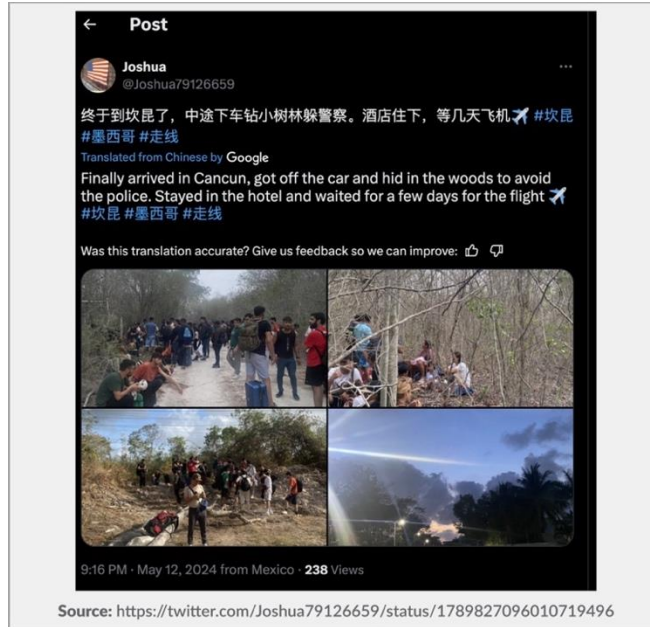 Post
Joshua
@Joshua79126659
终于到坎昆了，中途下车钻小树林躲警察。酒店住下，等几天飞机✈️ #坎昆
#墨西哥 #走线
Translated from Chinese by Google
Finally arrived in Cancun, got off the car and hid in the woods to avoid
the police. Stayed in the hotel and waited for a few days for the flight ✈️
#坎昆 #墨西哥 #走线
Was this translation accurate? Give us feedback so we can improve:
9:16 PM · May 12, 2024 from Mexico · 238 Views
Source: https://twitter.com/Joshua79126659/status/1789827096010719496